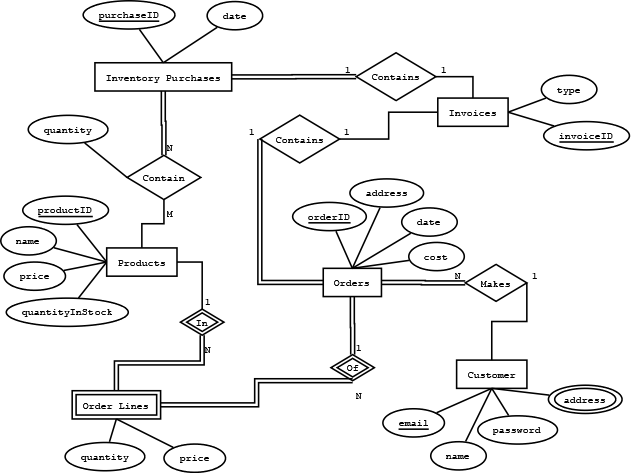 purchaseID
date
Inventory Purchases
1
Contains
1
type
Invoices
invoiceID
quantity
N
1
Contains
1
Contain
M
productID
name
price
quantityInStock
Products
orderID
address
date
cost
Orders
N
Makes
1
1
In
N
1
Of
N
Customer
Order Lines
email
name
password
address
quantity
price